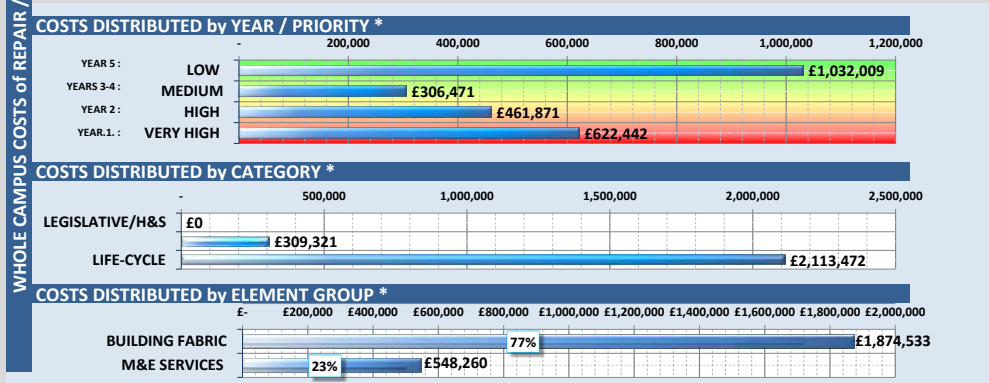 WHOLE CAMPUS COSTS of REPAIR /
COSTS DISTRIBUTED by YEAR / PRIORITY *
- 200,000 400,000 600,000 800,000 1,000,000 1,200,000
YEAR 5 : LOW £1,032,009
YEARS 3-4 : MEDIUM £306,471
YEAR 2 : HIGH £461,871
YEAR.1. : VERY HIGH £622,442
COSTS DISTRIBUTED by CATEGORY *
- 500,000 1,000,000 1,500,000 2,000,000 2,500,000
LEGISLATIVE/H&S £0
£309,321
LIFE-CYCLE £2,113,472
COSTS DISTRIBUTED by ELEMENT GROUP *
£- £200,000 £400,000 £600,000 £800,000 £1,000,000 £1,200,000 £1,400,000 £1,600,000 £1,800,000 £2,000,000
BUILDING FABRIC 77% £1,874,533
M&E SERVICES 23% £548,260